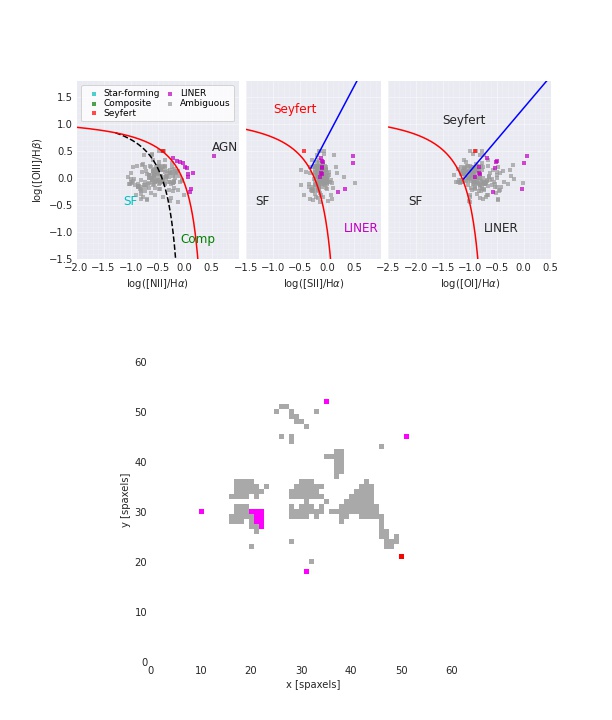 Star-forming
Composite
Seyfert
LINER
Ambiguous
AGN
SF
Comp
Seyfert
SF
LINER
Seyfert
SF
LINER
1.5
1.0
0.5
0.0
−0.5
−1.0
−1.5
log([OIII]/Hβ)
−2.0 −1.5 −1.0 −0.5 0.0 0.5
−1.5 −1.0 −0.5 0.0 0.5
−2.5 −2.0 −1.5 −1.0 −0.5 0.0 0.5
log([NII]/Hα)
log([SII]/Hα)
log([OI]/Hα)
60
50
40
30
20
10
0
y [spaxels]
0 10 20 30 40 50 60
x [spaxels]